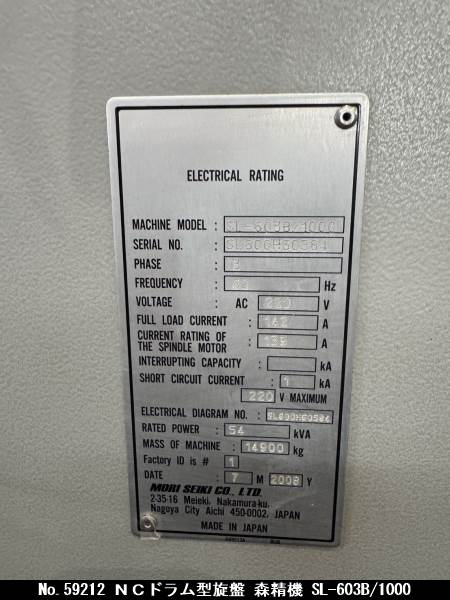 ELECTRICAL RATING
MACHINE MODEL : SL-603B/1000
SERIAL NO. :
PHASE : 3
FREQUENCY : Hz
VOLTAGE : AC 220 V
FULL LOAD CURRENT : 142 A
CURRENT RATING OF
THE SPINDLE MOTOR : A
INTERRUPTING CAPACITY : kA
SHORT CIRCUIT CURRENT : 1 kA
220 V MAXIMUM
ELECTRICAL DIAGRAM NO. :
RATED POWER : 54 kVA
MASS OF MACHINE : 14900 kg
Factory ID is # : 1
DATE : 7 M 2008 Y
MORI SEIKI CO., LTD.
2-35-16 Meieki, Nakamura-ku,
Nagoya City Aichi 450-0002, JAPAN
MADE IN JAPAN
No.59212 NCドラム型旋盤 森精機 SL-603B/1000